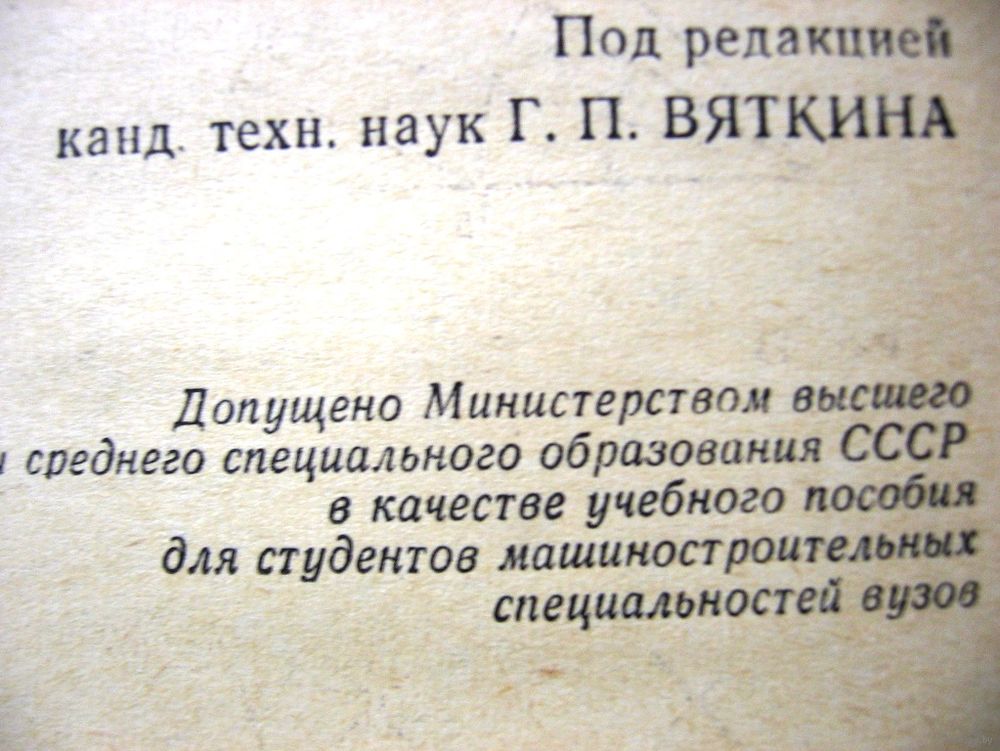 Под редакцией
канд. техн. наук Г. П. ВЯТКИНА
Допущено Министерством высшего
и среднего специального образования СССР
в качестве учебного пособия
для студентов машиностроительных
специальностей вузов